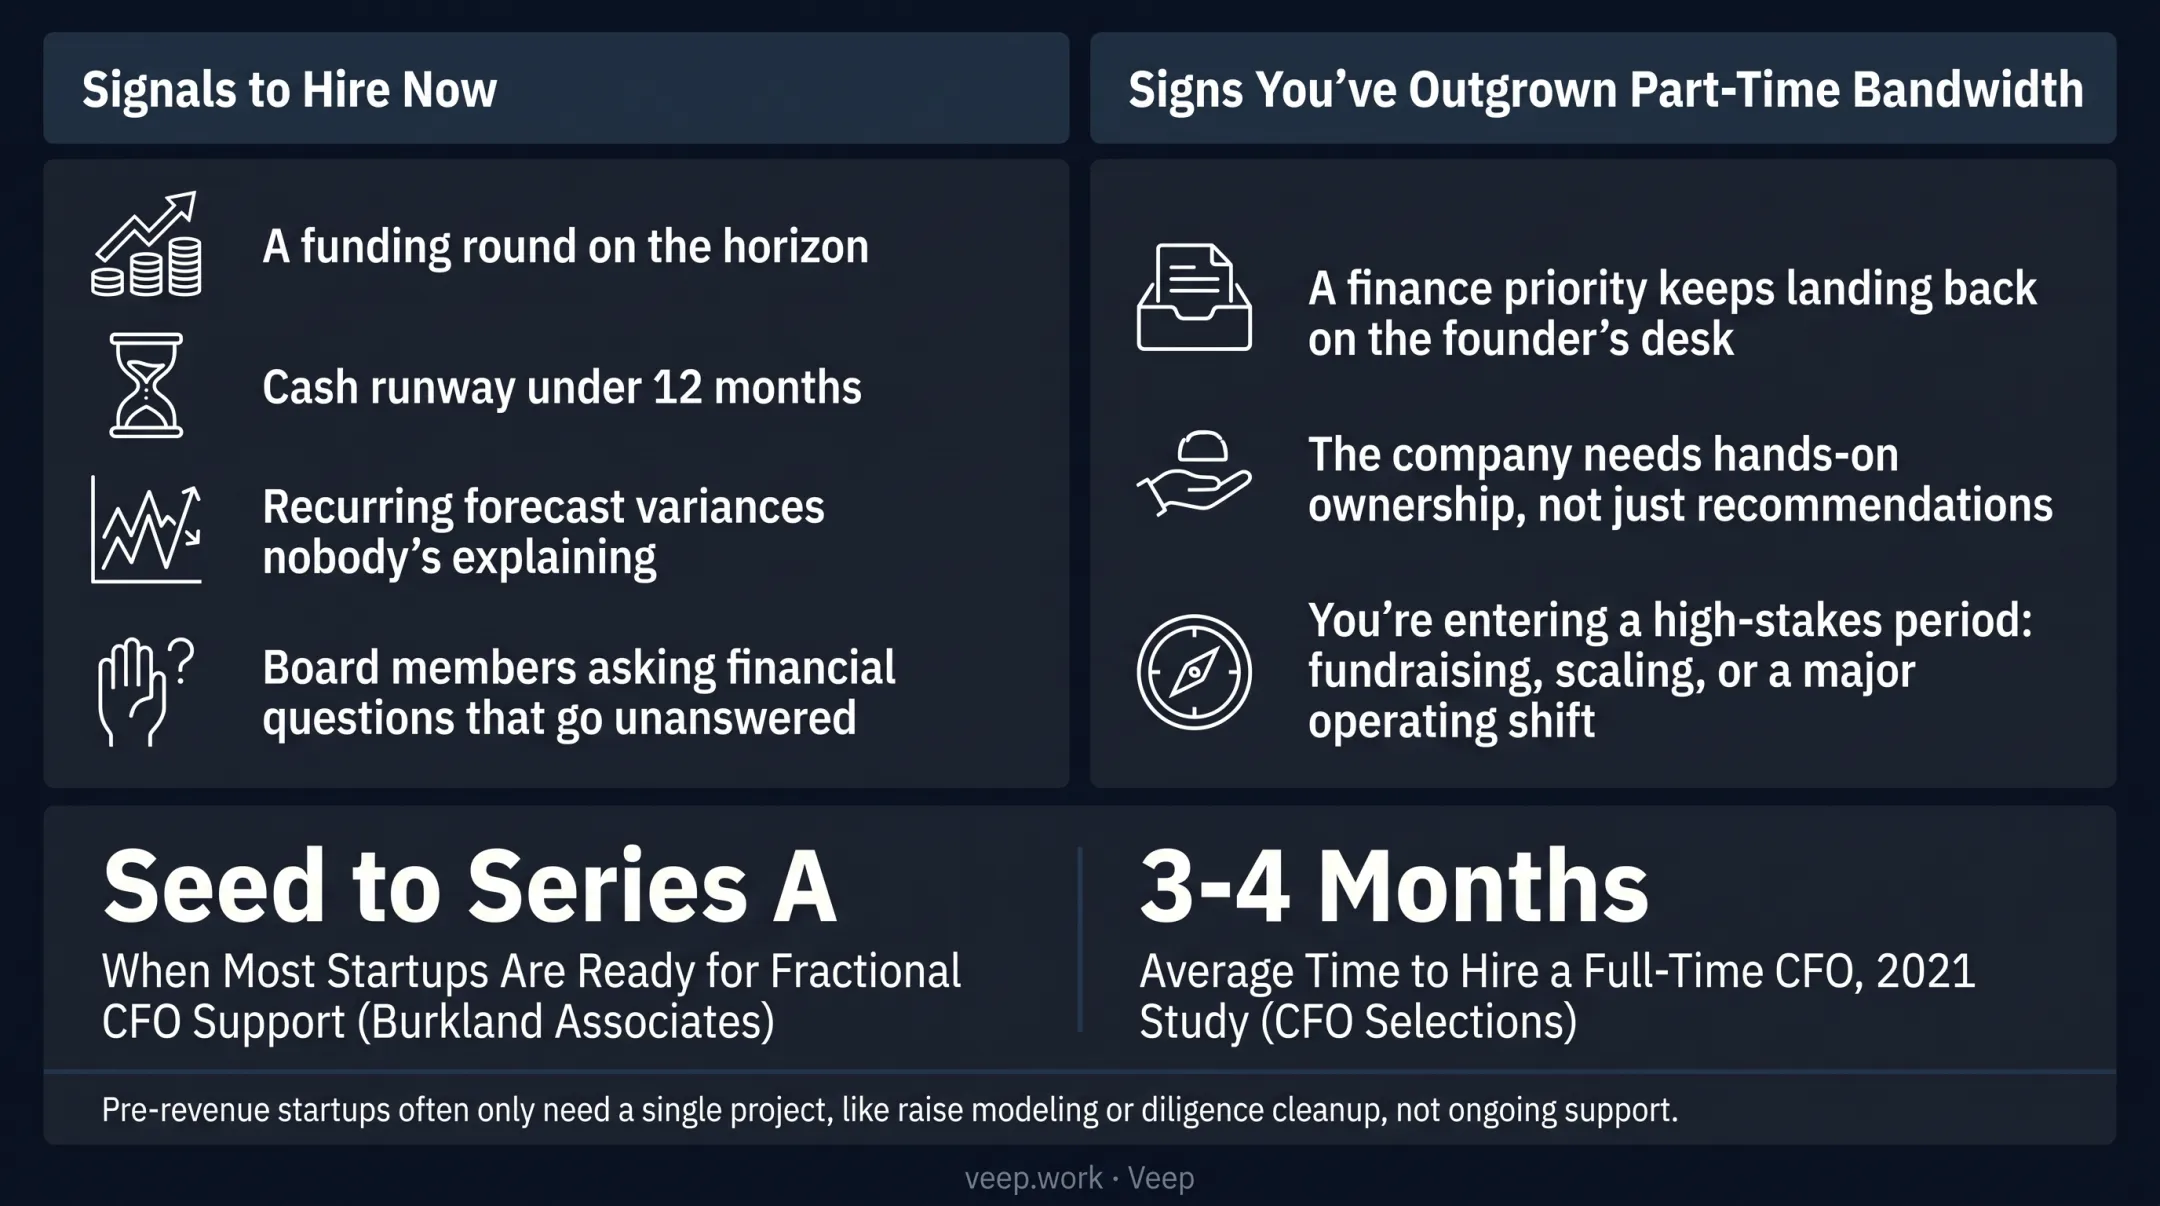 Signals to Hire Now
A funding round on the horizon
Cash runway under 12 months
Recurring forecast variances
nobody’s explaining
?
Board members asking financial
questions that go unanswered
Signs You’ve Outgrown Part-Time Bandwidth
A finance priority keeps landing back
on the founder’s desk
The company needs hands-on
ownership, not just recommendations
You’re entering a high-stakes period:
fundraising, scaling, or a major
operating shift
Seed to Series A
When Most Startups Are Ready for Fractional
CFO Support (Burkland Associates)
3-4 Months
Average Time to Hire a Full-Time CFO, 2021
Study (CFO Selections)
Pre-revenue startups often only need a single project, like raise modeling or diligence cleanup, not ongoing support.
veep.work · Veep